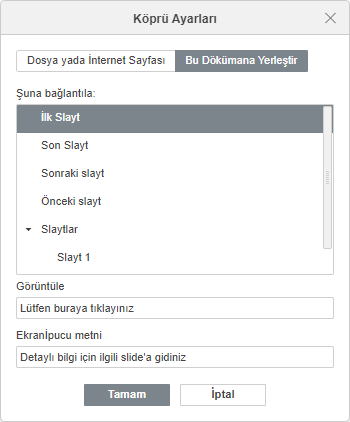 Köprü Ayarları
Dosya yada İnternet Sayfası Bu Dökümana Yerleştir
Şuna bağlantıla:
İlk Slayt
Son Slayt
Sonraki slayt
Önceki slayt
Slaytlar
Slayt 1
Görüntüle
Lütfen buraya tıklayınız
Ekranİpucu metni
Detaylı bilgi için ilgili slide'a gidiniz
Tamam İptal